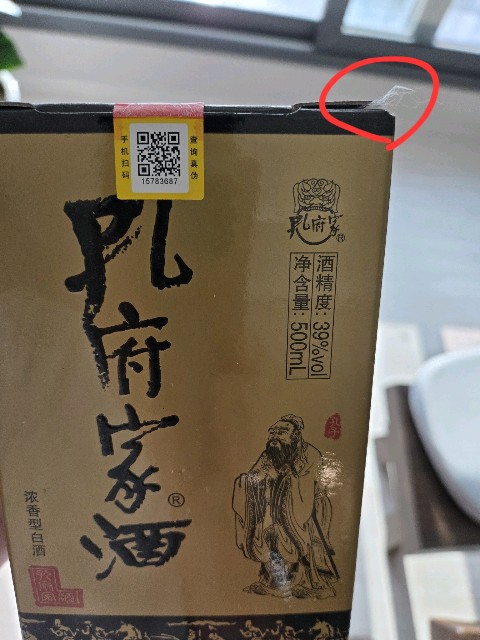 手机扫码
查询真伪
15783687
孔府家
®
酒精度：39%vol
净含量：500mL
孔府家酒®
浓香型白酒